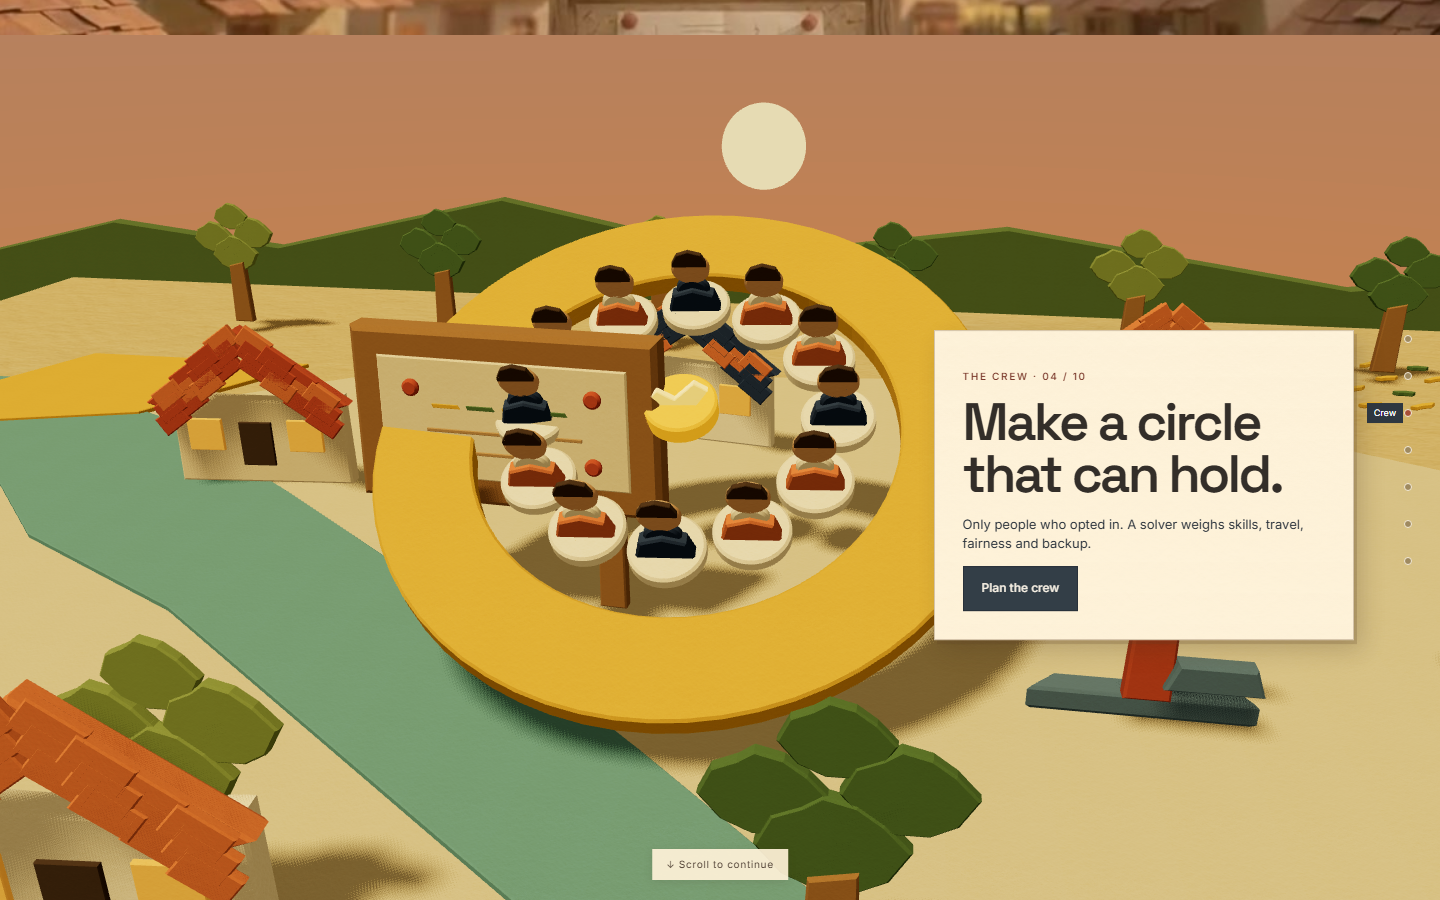 THE CREW · 04 / 10
Make a circle
that can hold.
Only people who opted in. A solver weighs skills, travel,
fairness and backup.
Plan the crew
Crew
↓ Scroll to continue